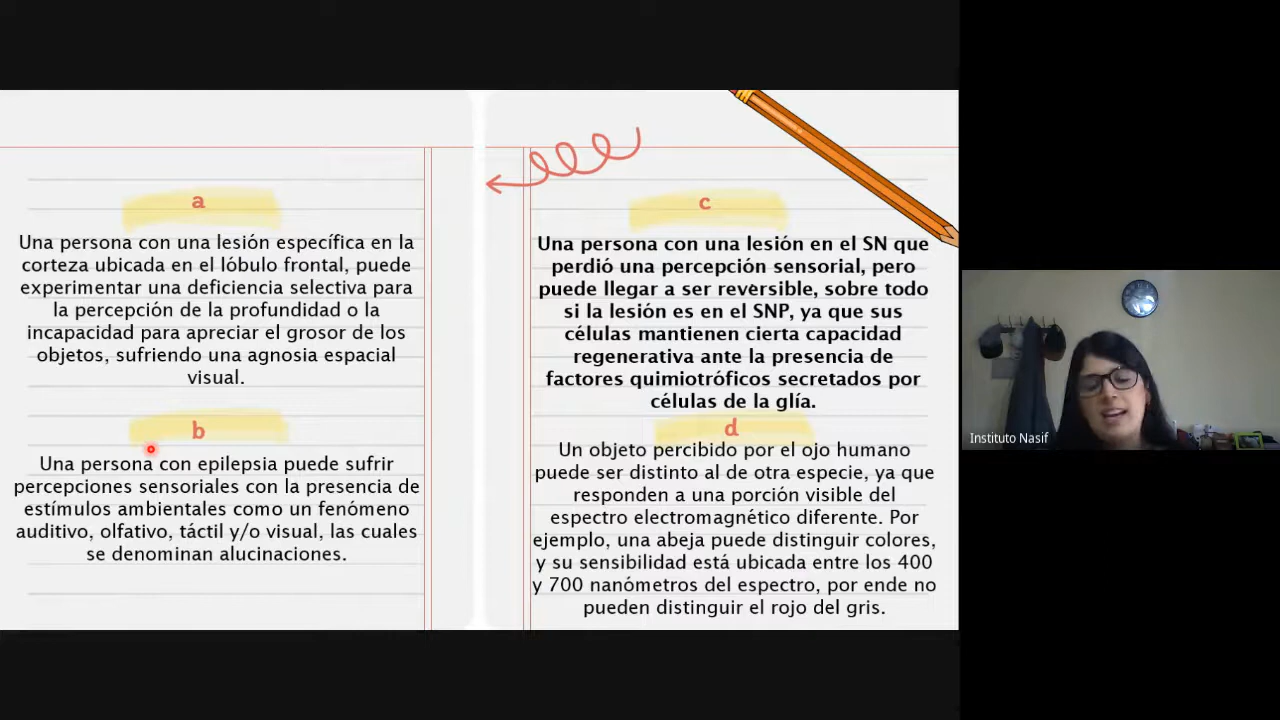 a
Una persona con una lesión específica en la
corteza ubicada en el lóbulo frontal, puede
experimentar una deficiencia selectiva para
la percepción de la profundidad o la
incapacidad para apreciar el grosor de los
objetos, sufriendo una agnosia espacial
visual.
b
Una persona con epilepsia puede sufrir
percepciones sensoriales con la presencia de
estímulos ambientales como un fenómeno
auditivo, olfativo, táctil y/o visual, las cuales
se denominan alucinaciones.
c
Una persona con una lesión en el SN que
perdió una percepción sensorial, pero
puede llegar a ser reversible, sobre todo
si la lesión es en el SNP, ya que sus
células mantienen cierta capacidad
regenerativa ante la presencia de
factores quimiotróficos secretados por
células de la glía.
d
Un objeto percibido por el ojo humano
puede ser distinto al de otra especie, ya que
responden a una porción visible del
espectro electromagnético diferente. Por
ejemplo, una abeja puede distinguir colores,
y su sensibilidad está ubicada entre los 400
y 700 nanómetros del espectro, por ende no
pueden distinguir el rojo del gris.
Instituto Nasif